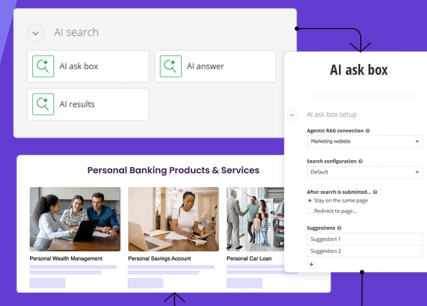 AI search
AI ask box
AI answer
AI results
AI ask box
AI ask box setup
Agentic RAG connection
Marketing website
Search configuration
Default
After search is submitted...
Stay on the same page
Redirect to page...
Suggestions
Suggestion 1
Suggestion 2
+
Personal Banking Products & Services
Personal Wealth Management
Personal Savings Account
Personal Car Loan